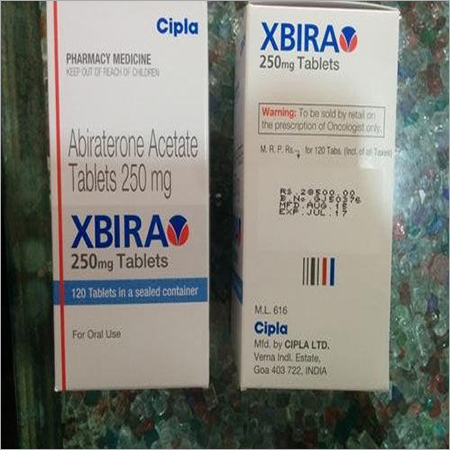 Cipla
PHARMACY MEDICINE
KEEP OUT OF REACH OF CHILDREN
Abiraterone Acetate
Tablets 250 mg
XBIRA
250mg Tablets
120 Tablets in a sealed container
For Oral Use
XBIRA
250mg Tablets
Warning: To be sold by retail on
the prescription of Oncologist only.
M. R. P. Rs. for 120 Tabs. (Incl. of all Taxes)
MFD. AUG. 15
EXP. JUL. 17
M.L. 616
Cipla
Mfd. by CIPLA LTD.
Verna Indl. Estate,
Goa 403 722, INDIA